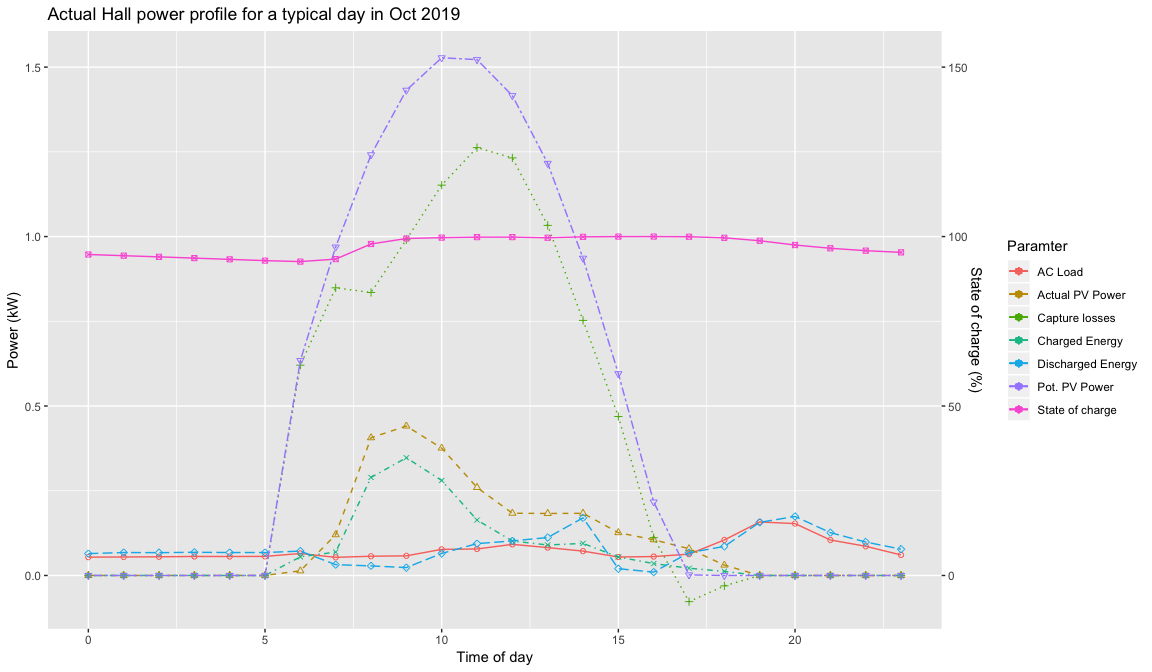 Actual Hall power profile for a typical day in Oct 2019
1.5
1.0
0.5
0.0
Power (kW)
0
5
10
15
20
Time of day
150
100
50
0
State of charge (%)
Paramter
AC Load
Actual PV Power
Capture losses
Charged Energy
Discharged Energy
Pot. PV Power
State of charge